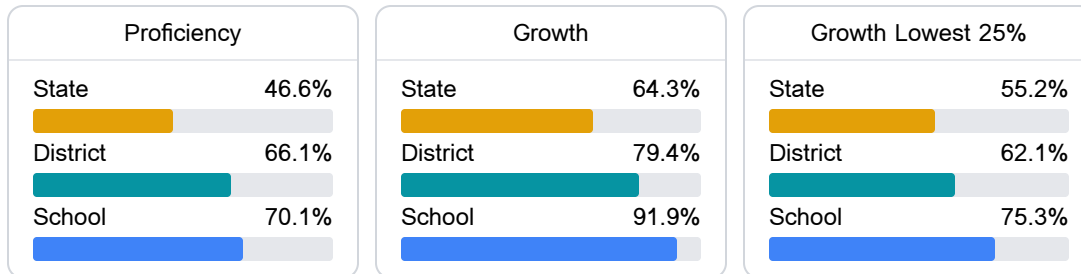 Proficiency
State 46.6%
District 66.1%
School 70.1%
Growth
State 64.3%
District 79.4%
School 91.9%
Growth Lowest 25%
State 55.2%
District 62.1%
School 75.3%